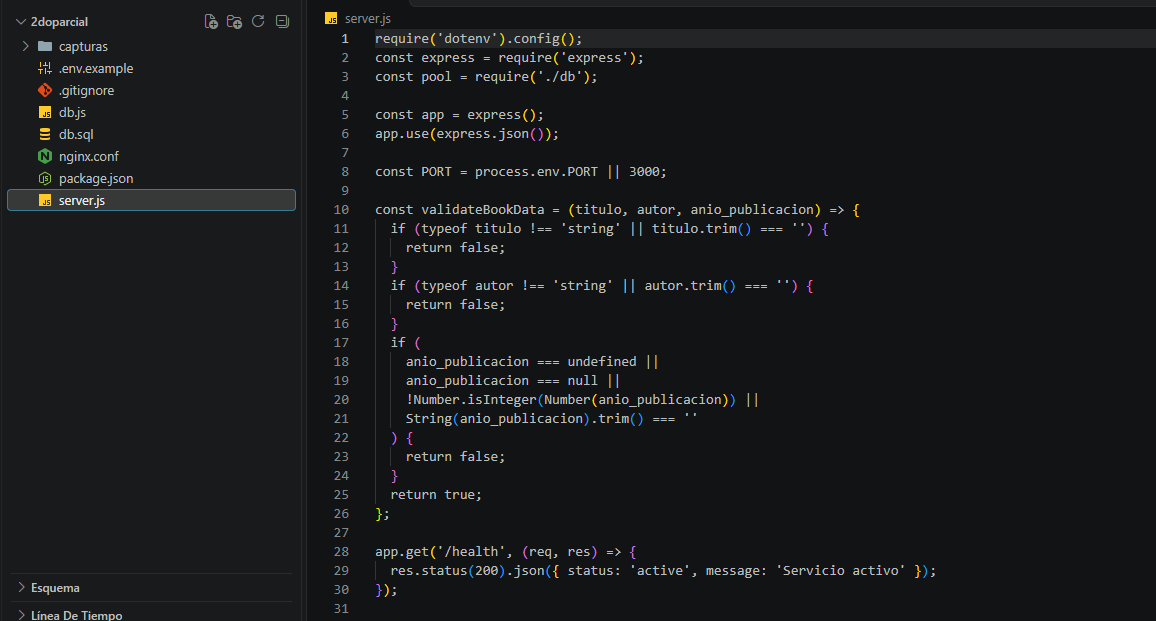 2doparcial
capturas
.env.example
.gitignore
db.js
db.sql
nginx.conf
package.json
server.js
Esquema
Línea De Tiempo
server.js
1 require('dotenv').config();
2 const express = require('express');
3 const pool = require('./db');
4
5 const app = express();
6 app.use(express.json());
7
8 const PORT = process.env.PORT || 3000;
9
10 const validateBookData = (titulo, autor, anio_publicacion) => {
11   if (typeof titulo !== 'string' || titulo.trim() === '') {
12     return false;
13   }
14   if (typeof autor !== 'string' || autor.trim() === '') {
15     return false;
16   }
17   if (
18     anio_publicacion === undefined ||
19     anio_publicacion === null ||
20     !Number.isInteger(Number(anio_publicacion)) ||
21     String(anio_publicacion).trim() === ''
22   ) {
23     return false;
24   }
25   return true;
26 };
27
28 app.get('/health', (req, res) => {
29   res.status(200).json({ status: 'active', message: 'Servicio activo' });
30 });
31